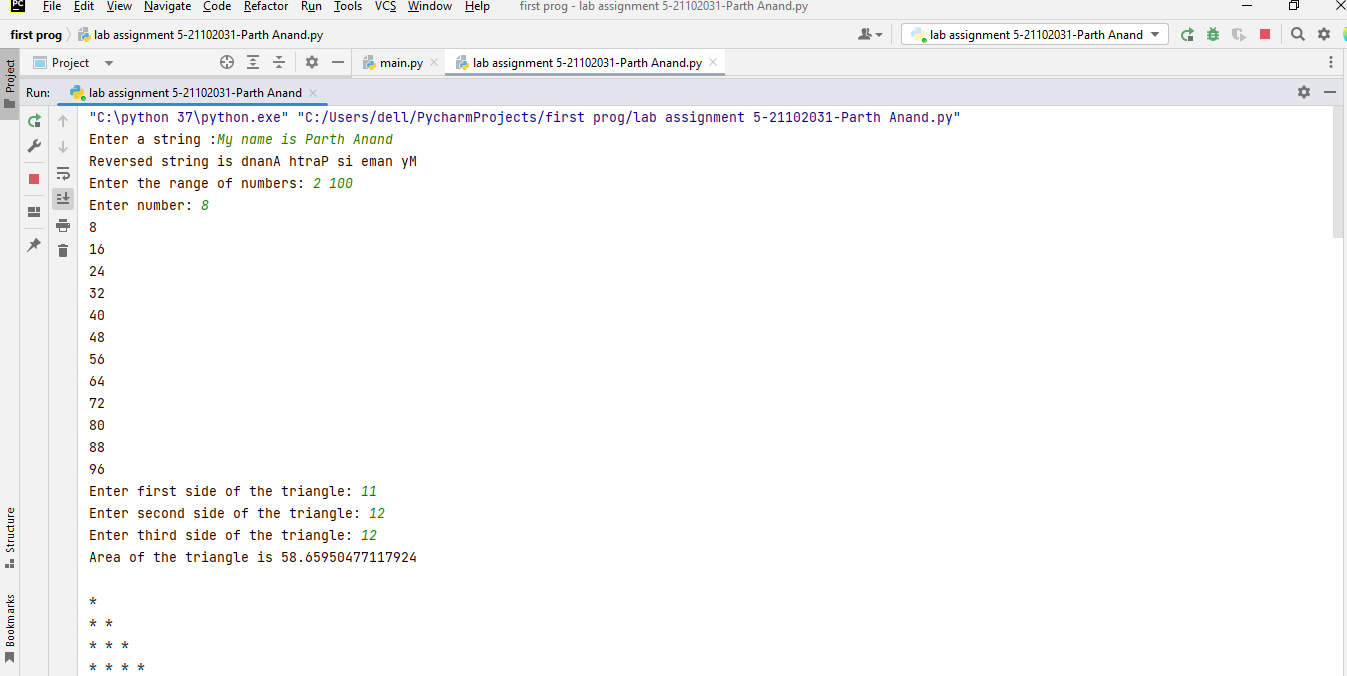 PC File Edit View Navigate Code Refactor Run Tools VCS Window Help first prog - lab assignment 5-21102031-Parth Anand.py
first prog lab assignment 5-21102031-Parth Anand.py lab assignment 5-21102031-Parth Anand
Project Project main.py lab assignment 5-21102031-Parth Anand.py
Run: lab assignment 5-21102031-Parth Anand
"C:\python 37\python.exe" "C:/Users/dell/PycharmProjects/first prog/lab assignment 5-21102031-Parth Anand.py"
Enter a string :My name is Parth Anand
Reversed string is dnanA htraP si eman yM
Enter the range of numbers: 2 100
Enter number: 8
8
16
24
32
40
48
56
64
72
80
88
96
Enter first side of the triangle: 11
Enter second side of the triangle: 12
Enter third side of the triangle: 12
Area of the triangle is 58.65950477117924
*
* *
* * *
* * * *
Structure
Bookmarks